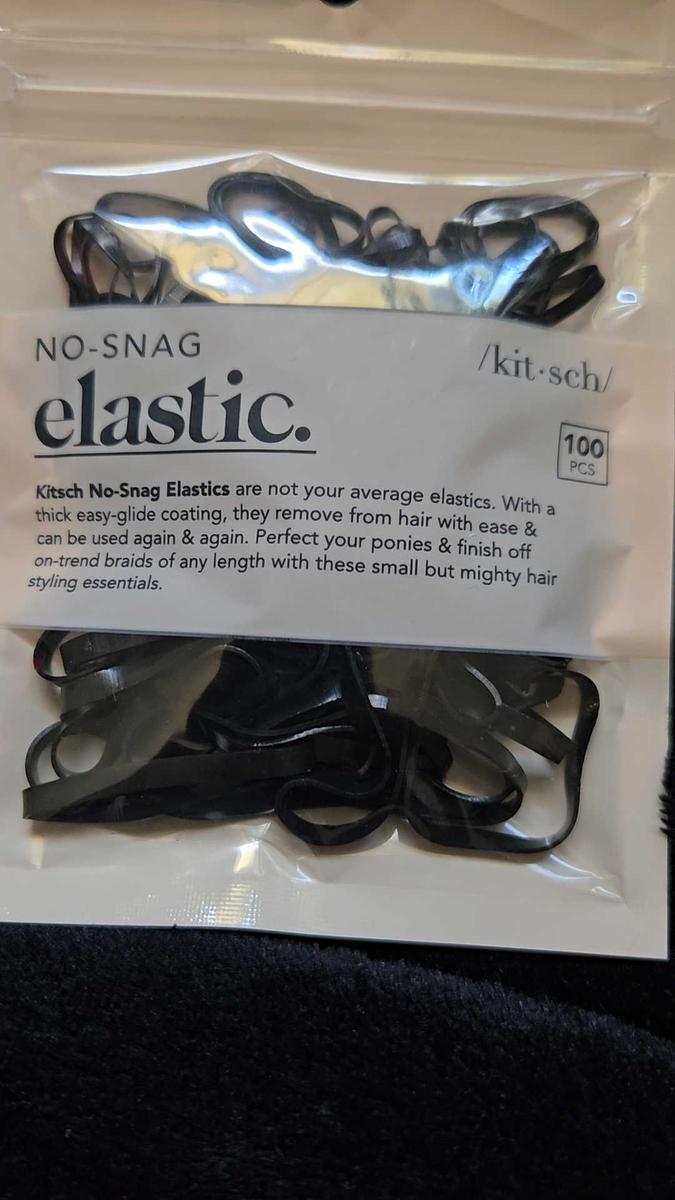 NO-SNAG
/kit·sch/
elastic.
100
PCS
Kitsch No-Snag Elastics are not your average elastics. With a
thick easy-glide coating, they remove from hair with ease &
can be used again & again. Perfect your ponies & finish off
on-trend braids of any length with these small but mighty hair
styling essentials.